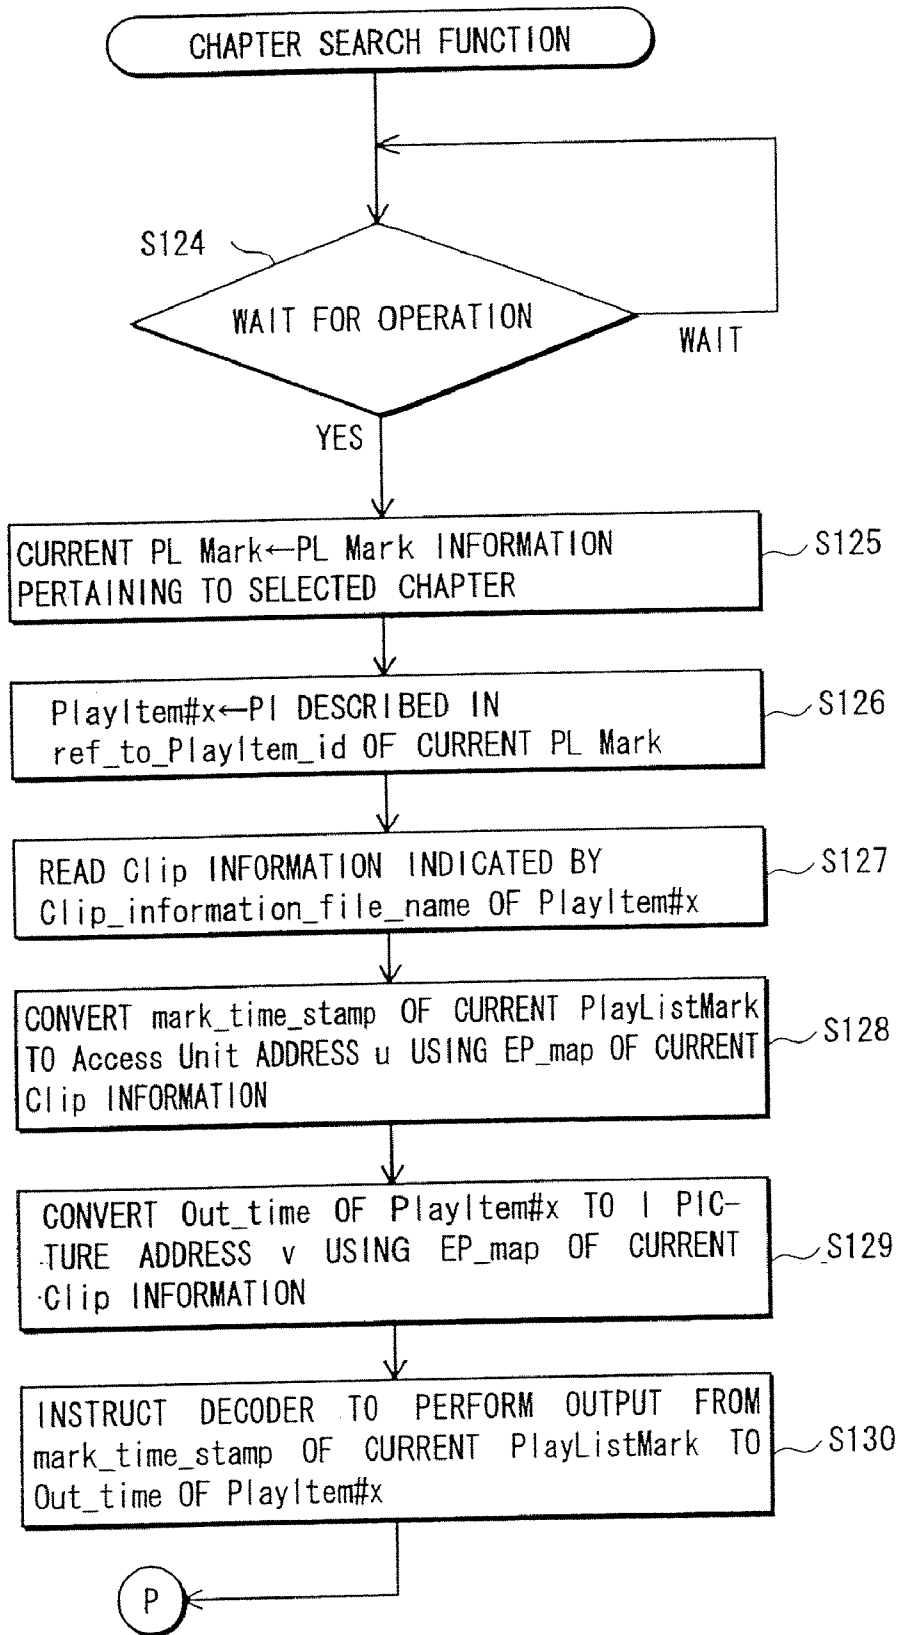 CHAPTER SEARCH FUNCTION
S124
WAIT FOR OPERATION
WAIT
YES
CURRENT PL Mark←PL Mark INFORMATION
PERTAINING TO SELECTED CHAPTER
S125
PlayItem#x←PI DESCRIBED IN
ref_to_PlayItem_id OF CURRENT PL Mark
S126
READ Clip INFORMATION INDICATED BY
Clip_information_file_name OF PlayItem#x
S127
CONVERT mark_time_stamp OF CURRENT PlayListMark
TO Access Unit ADDRESS u USING EP_map OF CURRENT
Clip INFORMATION
S128
CONVERT Out_time OF PlayItem#x TO I PIC-
TURE ADDRESS v USING EP_map OF CURRENT
Clip INFORMATION
S129
INSTRUCT DECODER TO PERFORM OUTPUT FROM
mark_time_stamp OF CURRENT PlayListMark TO
Out_time OF PlayItem#x
S130
P